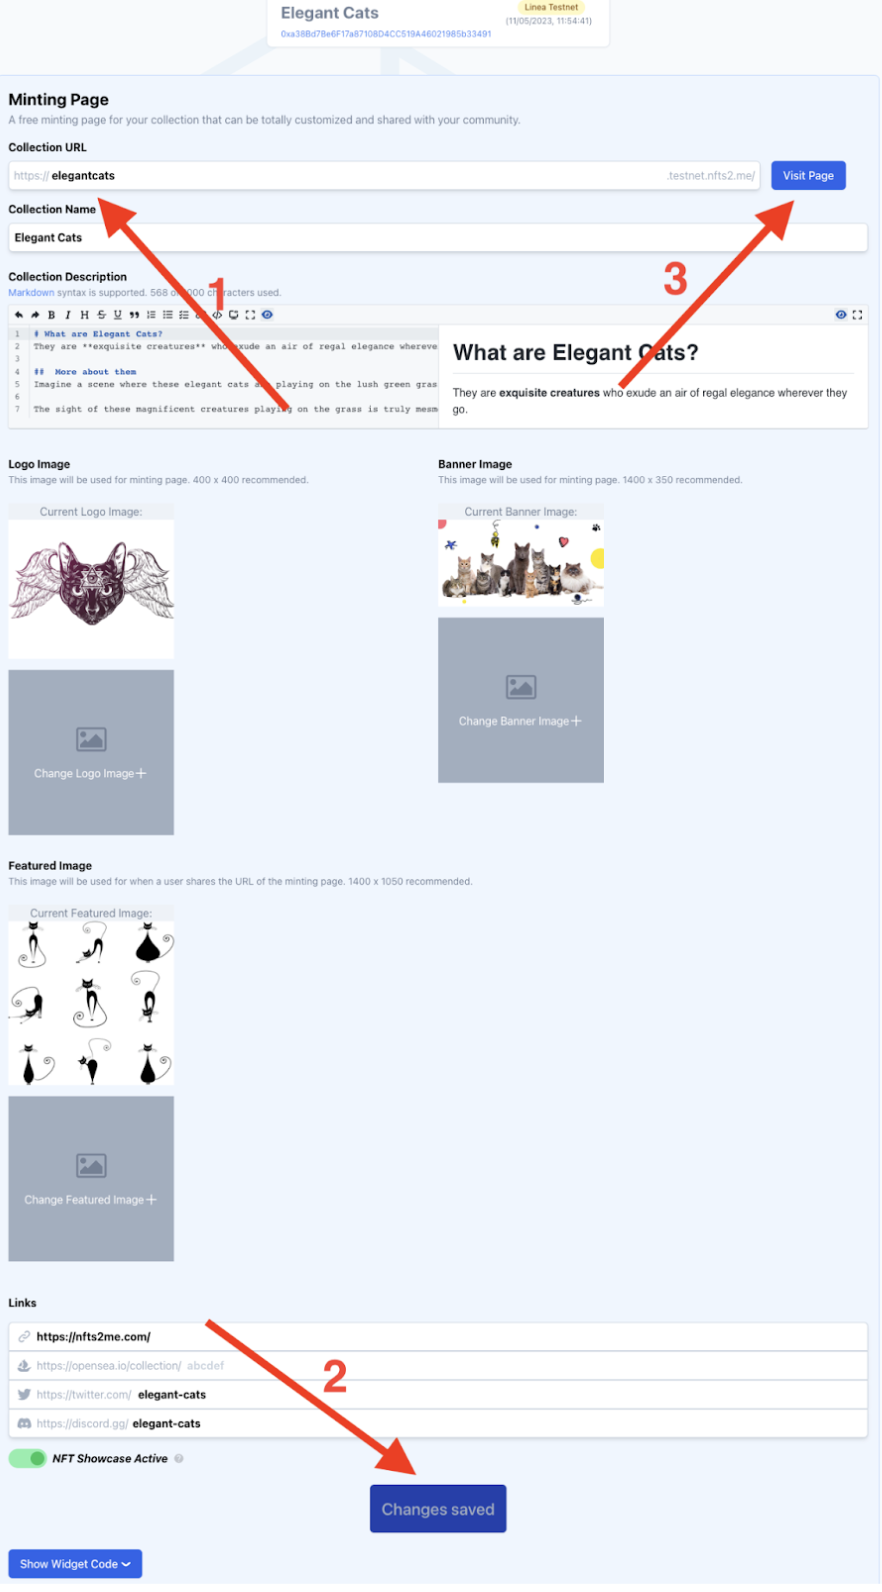 Elegant Cats
Linea Testnet
(11/05/2023, 11:54:41)
0xa38Bd7Be6F17a87108D4CC519A46021985b33491
Minting Page
A free minting page for your collection that can be totally customized and shared with your community.
Collection URL
https:// elegantcats .testnet.nfts2.me/
Visit Page
Collection Name
Elegant Cats
1
3
Collection Description
Markdown syntax is supported. 568 of characters used.
B I H S U
1 # What are Elegant Cats?
2 They are **exquisite creatures** who exude an air of regal elegance whereve
3
4 ## More about them
5 Imagine a scene where these elegant cats are playing on the lush green gras
6
7 The sight of these magnificent creatures playing on the grass is truly mesm
What are Elegant Cats?
They are exquisite creatures who exude an air of regal elegance wherever they
go.
Logo Image
This image will be used for minting page. 400 x 400 recommended.
Current Logo Image:
Change Logo Image+
Banner Image
This image will be used for minting page. 1400 x 350 recommended.
Current Banner Image:
Change Banner Image+
Featured Image
This image will be used for when a user shares the URL of the minting page. 1400 x 1050 recommended.
Current Featured Image:
Change Featured Image+
Links
https://nfts2me.com/
https://opensea.io/collection/ abcdef
https://twitter.com/ elegant-cats
https://discord.gg/ elegant-cats
2
NFT Showcase Active ?
Changes saved
Show Widget Code